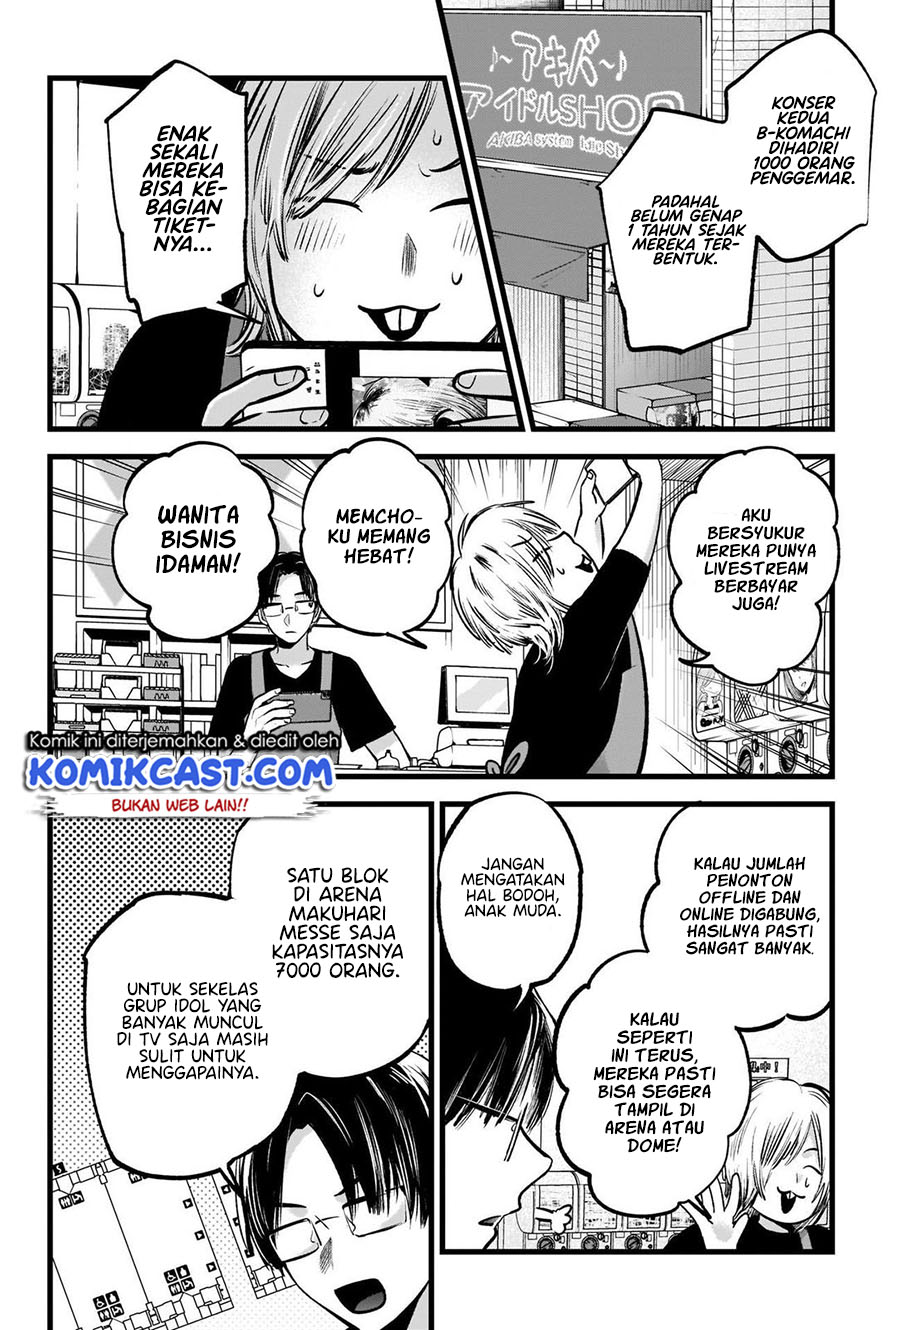 ♪~アキバ~♪
アイドルSHOP
AKIBA system Idle Sh
KONSER
KEDUA
B-KOMACHI
DIHADIRI
1000 ORANG
PENGGEMAR.
PADAHAL
BELUM GENAP
1 TAHUN SEJAK
MEREKA TER-
BENTUK.
ENAK
SEKALI
MEREKA
BISA KE-
BAGIAN
TIKET-
NYA...
AKU
BERSYUKUR
MEREKA PUNYA
LIVESTREAM
BERBAYAR
JUGA!
MEMCHO-
KU MEMANG
HEBAT!
WANITA
BISNIS
IDAMAN!
Komik ini diterjemahkan & diedit oleh
KOMIKCAST.COM
BUKAN WEB LAIN!!
KALAU JUMLAH
PENONTON
OFFLINE DAN
ONLINE DIGABUNG,
HASILNYA PASTI
SANGAT BANYAK.
KALAU
SEPERTI
INI TERUS,
MEREKA PASTI
BISA SEGERA
TAMPIL DI
ARENA ATAU
DOME!
JANGAN
MENGATAKAN
HAL BODOH,
ANAK MUDA.
SATU BLOK
DI ARENA
MAKUHARI
MESSE SAJA
KAPASITASNYA
7000 ORANG.
UNTUK SEKELAS
GRUP IDOL YANG
BANYAK MUNCUL
DI TV SAJA MASIH
SULIT UNTUK
MENGGAPAINYA.